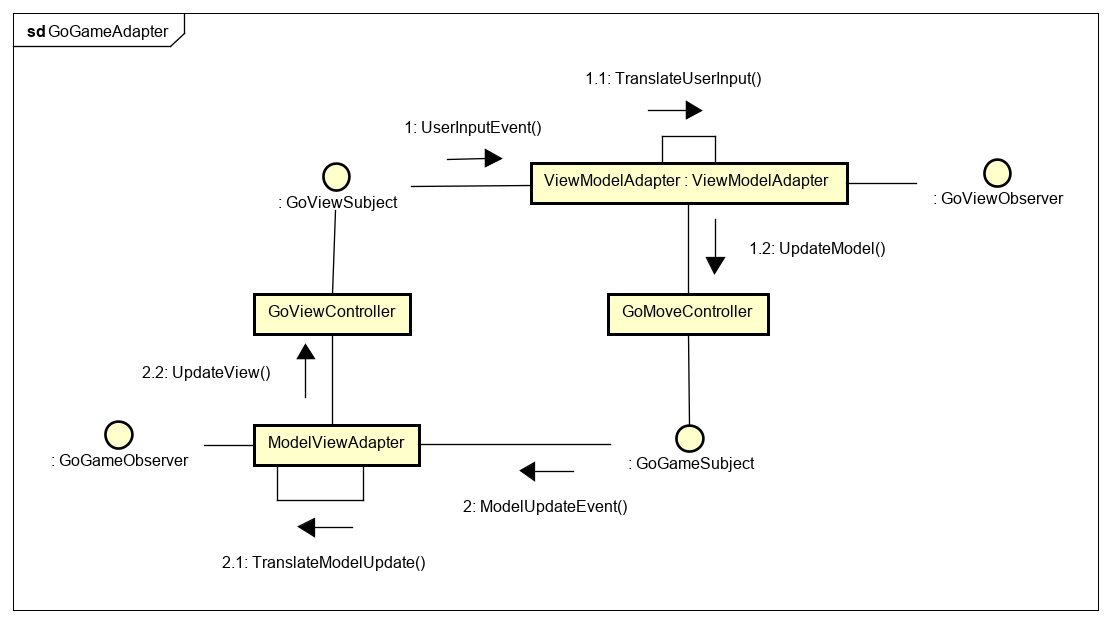 sd GoGameAdapter
1.1: TranslateUserInput()
1: UserInputEvent()
ViewModelAdapter : ViewModelAdapter
: GoViewSubject
: GoViewObserver
1.2: UpdateModel()
GoViewController
GoMoveController
2.2: UpdateView()
ModelViewAdapter
: GoGameObserver
: GoGameSubject
2: ModelUpdateEvent()
2.1: TranslateModelUpdate()